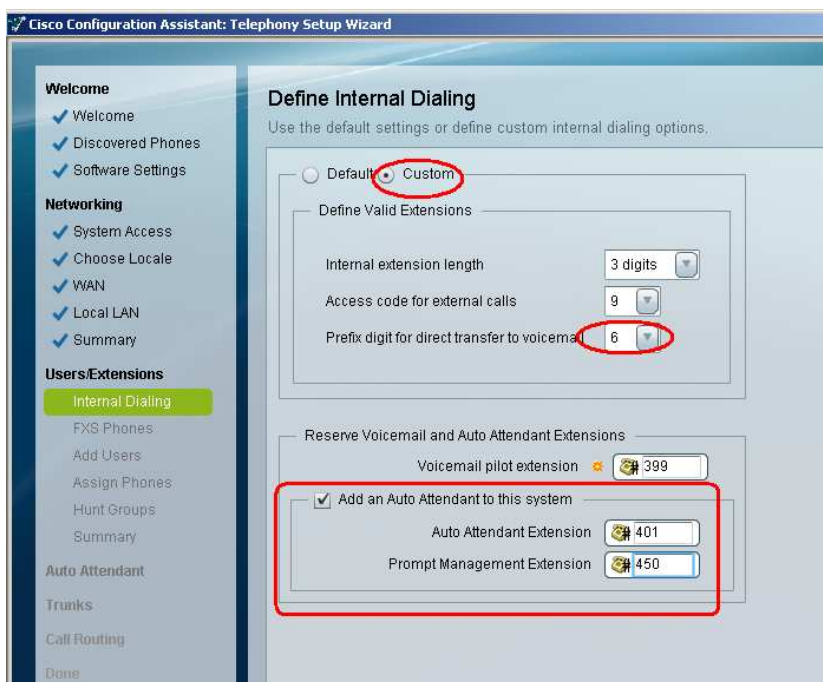 Cisco Configuration Assistant: Telephony Setup Wizard
Welcome
Welcome
Discovered Phones
Software Settings
Networking
System Access
Choose Locale
WAN
Local LAN
Summary
Users/Extensions
Internal Dialing
FXS Phones
Add Users
Assign Phones
Hunt Groups
Summary
Auto Attendant
Trunks
Call Routing
Done
Define Internal Dialing
Use the default settings or define custom internal dialing options.
Default Custom
Define Valid Extensions
Internal extension length 3 digits
Access code for external calls 9
Prefix digit for direct transfer to voicemail 6
Reserve Voicemail and Auto Attendant Extensions
Voicemail pilot extension # 399
Add an Auto Attendant to this system
Auto Attendant Extension # 401
Prompt Management Extension # 450